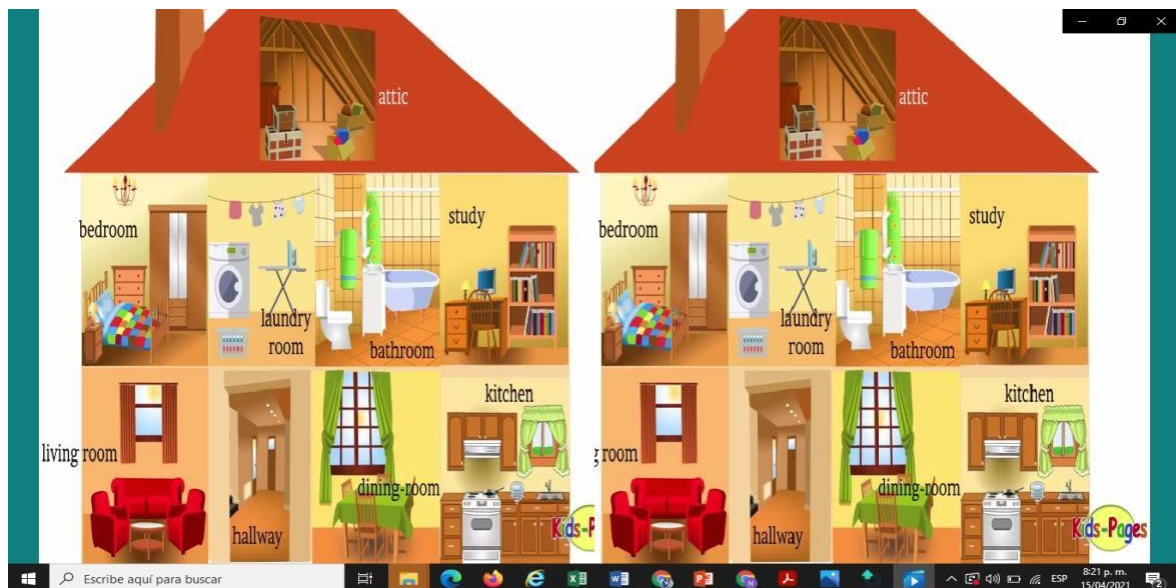 attic
attic
bedroom
study
bedroom
study
laundry
room
bathroom
laundry
room
bathroom
kitchen
kitchen
living room
room
dining-room
dining-room
hallway
hallway
Kids-P
Kids-Pages
Escribe aquí para buscar
ESP
8:21 p. m.
15/04/2021